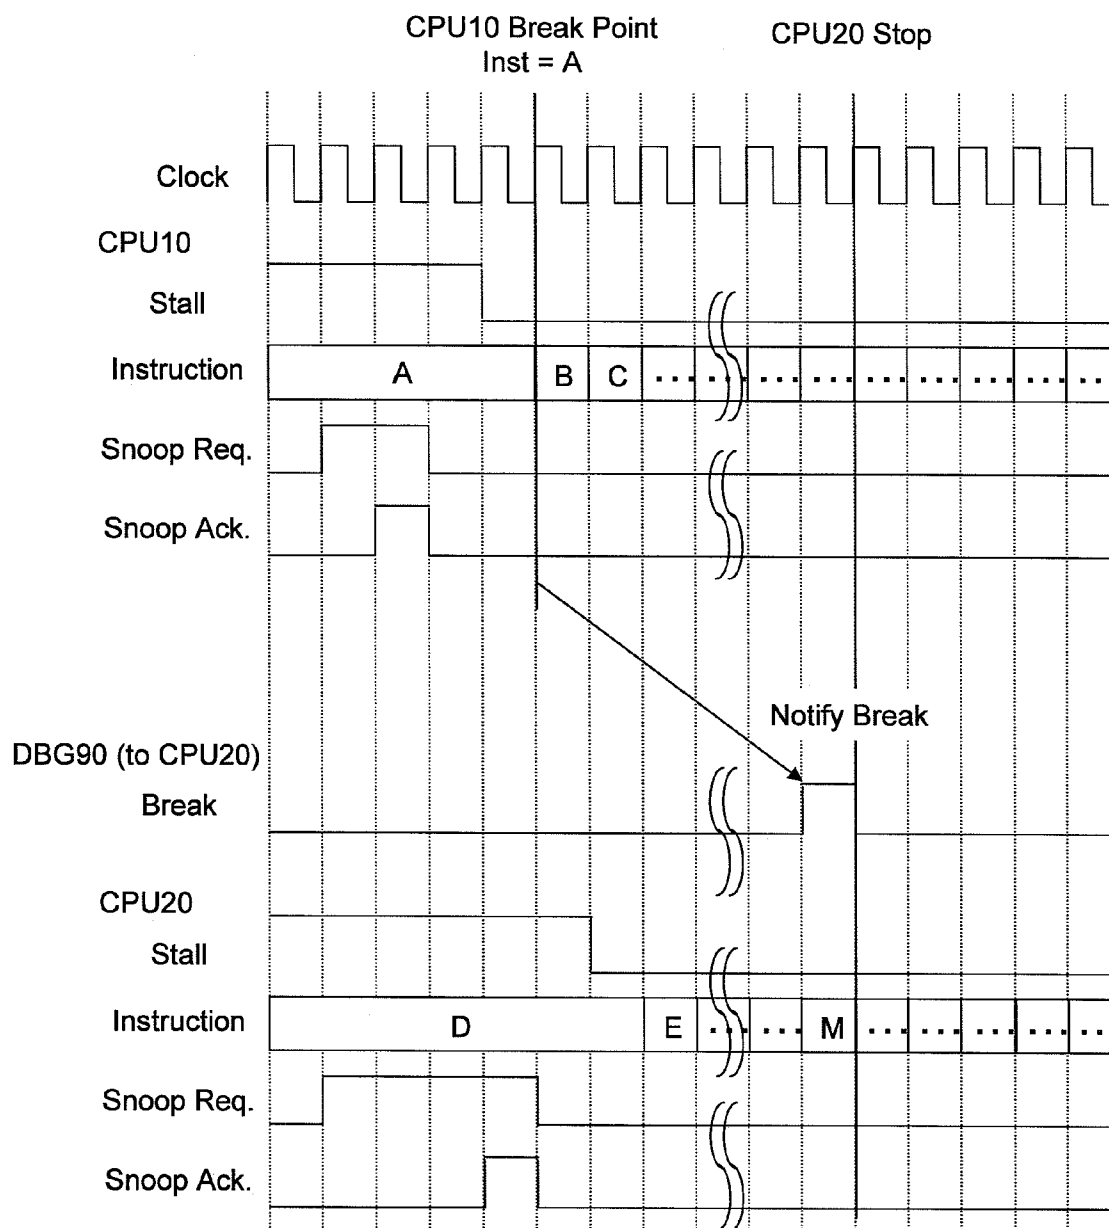 CPU10 Break Point
Inst = A
CPU20 Stop
Clock
CPU10
Stall
Instruction
A
B
C
Snoop Req.
Snoop Ack.
Notify Break
DBG90 (to CPU20)
Break
CPU20
Stall
Instruction
D
E
M
Snoop Req.
Snoop Ack.